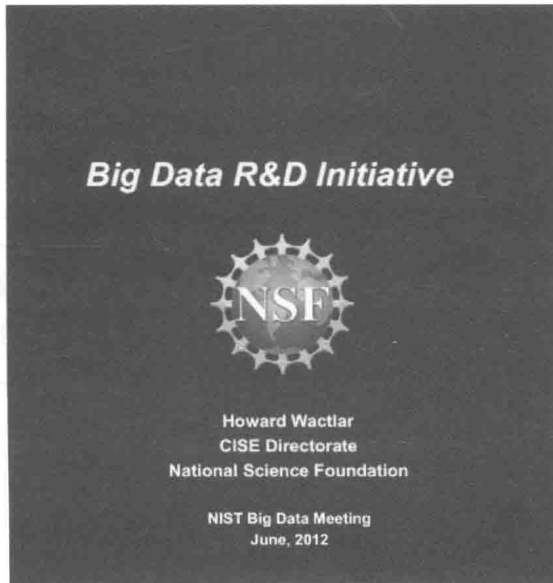 Big Data R&D Initiative
NSF
Howard Wactlar
CISE Directorate
National Science Foundation
NIST Big Data Meeting
June, 2012